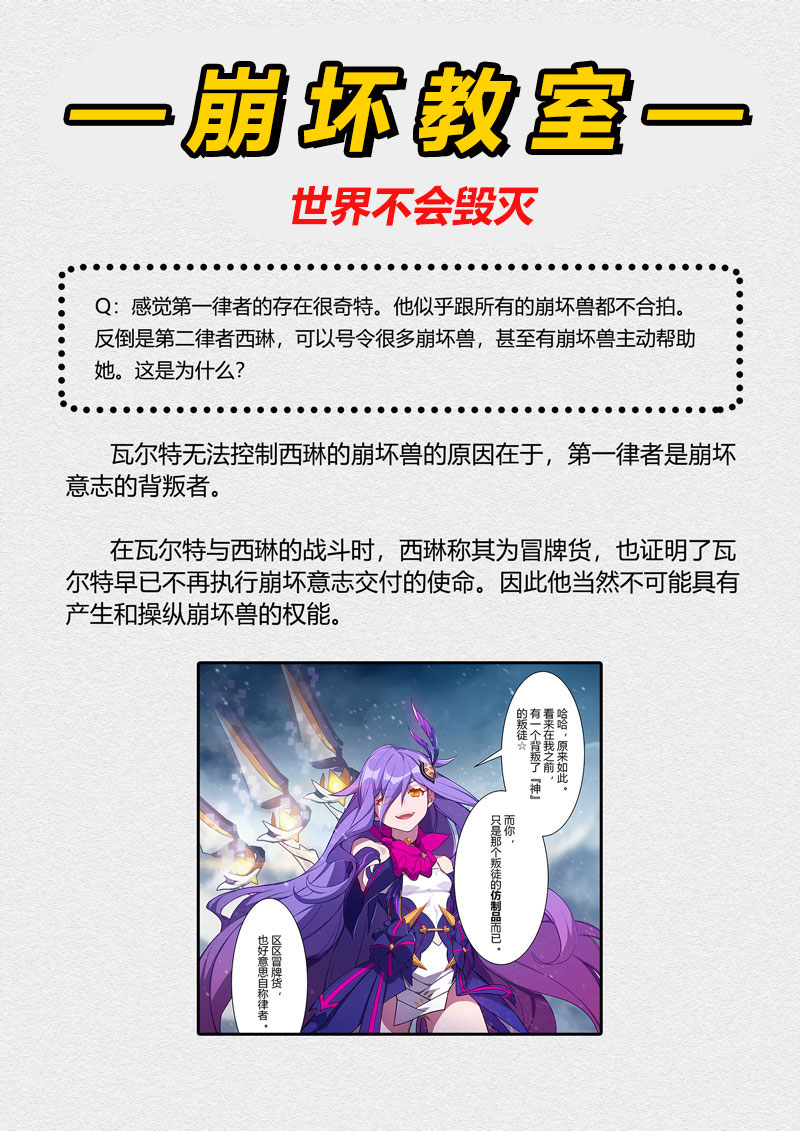 —崩坏教室—
世界不会毁灭
Q：感觉第一律者的存在很奇特。他似乎跟所有的崩坏兽都不合拍。
反倒是第二律者西琳，可以号令很多崩坏兽，甚至有崩坏兽主动帮助
她。这是为什么？
瓦尔特无法控制西琳的崩坏兽的原因在于，第一律者是崩坏
意志的背叛者。
在瓦尔特与西琳的战斗时，西琳称其为冒牌货，也证明了瓦
尔特早已不再执行崩坏意志交付的使命。因此他当然不可能具有
产生和操纵崩坏兽的权能。
哈哈，原来如此。
看来在我之前，
有一个背叛了『神』
的叛徒☆
而你，
只是那个叛徒的仿制品而已。
区区冒牌货，
也好意思自称律者。